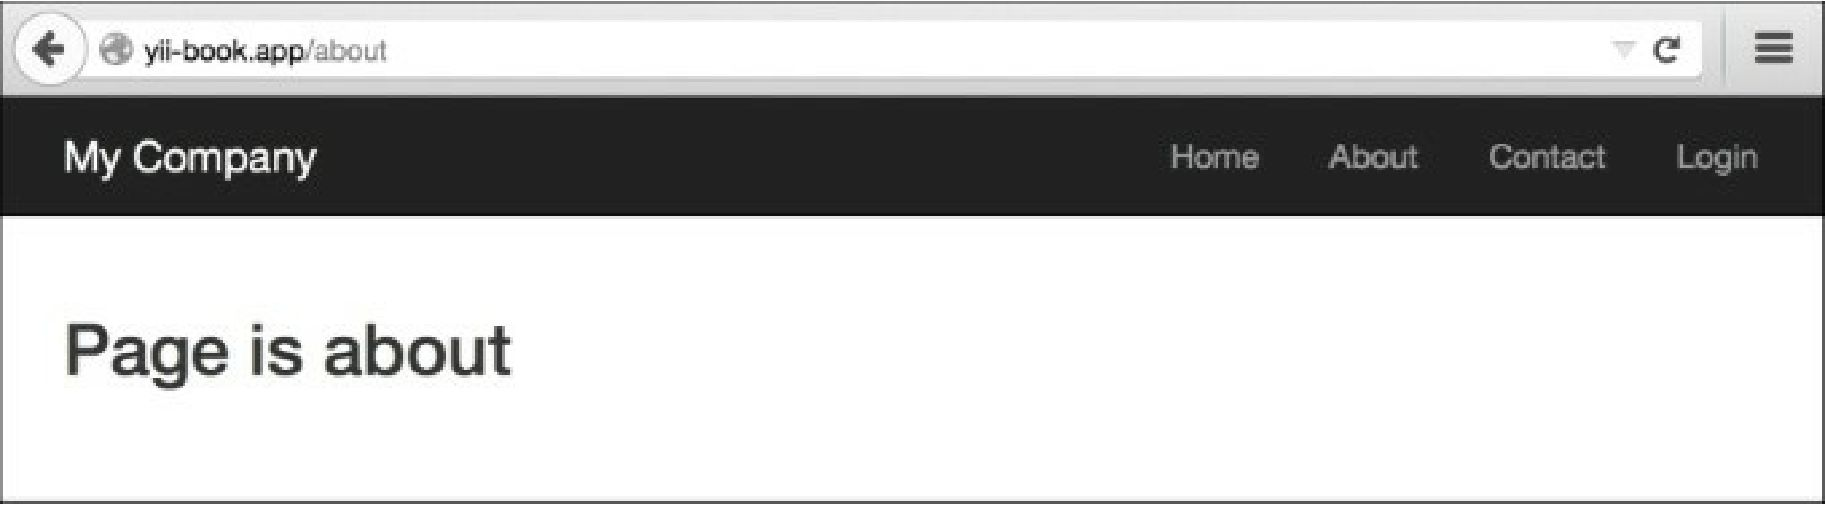 yii-book.app/about
My Company Home About Contact Login
Page is about